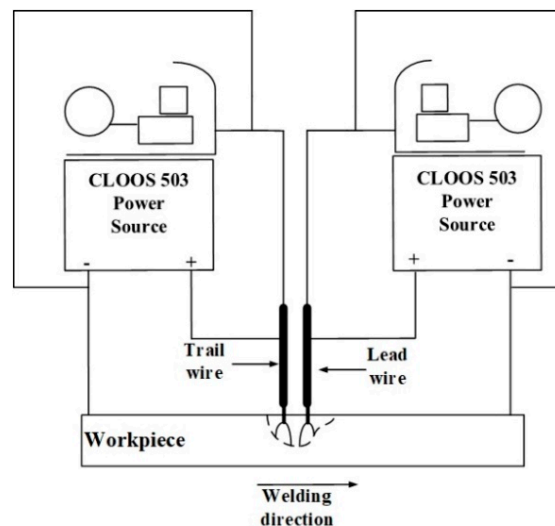 CLOOS 503
Power
Source
-
+
CLOOS 503
Power
Source
+
-
Trail
wire
Lead
wire
Workpiece
Welding
direction